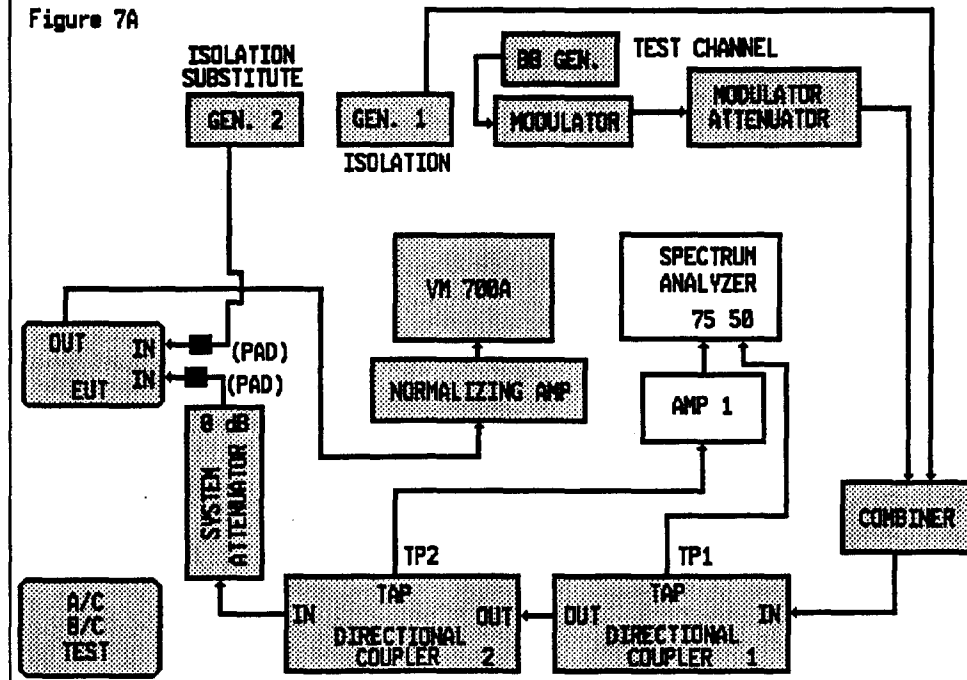 Figure 7A
ISOLATION
SUBSTITUTE
GEN. 2
GEN. 1
ISOLATION
BB GEN.
TEST CHANNEL
MODULATOR
MODULATOR
ATTENUATOR
VM 700A
SPECTRUM
ANALYZER
75 50
OUT
IN
(PAD)
IN
(PAD)
EUT
NORMALIZING AMP
AMP 1
0 dB
SYSTEM
ATTENUATOR
COMBINER
TP2
TP1
A/C
B/C
TEST
TAP
IN
OUT
DIRECTIONAL
COUPLER 2
TAP
OUT
IN
DIRECTIONAL
COUPLER 1